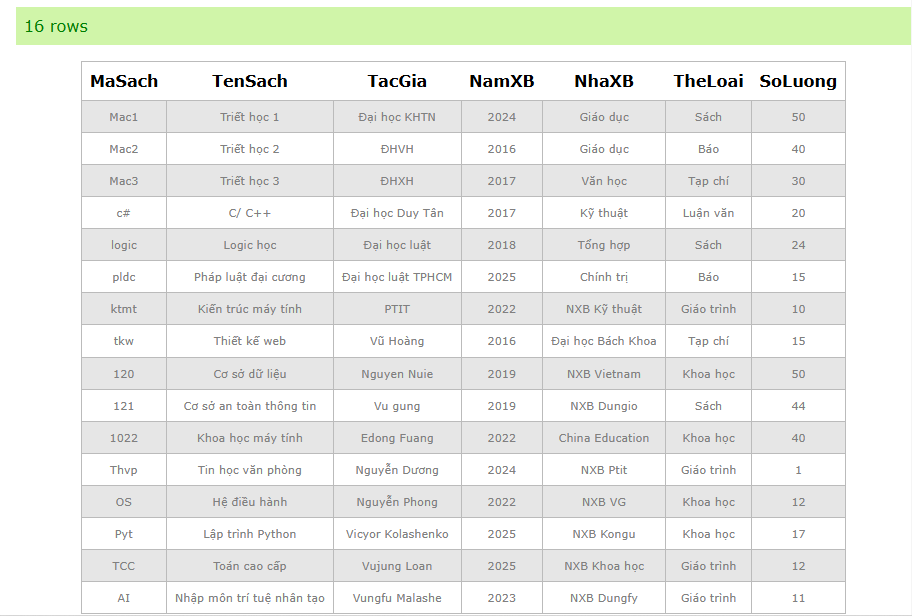 16 rows
MaSach TenSach TacGia NamXB NhaXB TheLoai SoLuong
Mac1 Triết học 1 Đại học KHTN 2024 Giáo dục Sách 50
Mac2 Triết học 2 ĐHVH 2016 Giáo dục Báo 40
Mac3 Triết học 3 ĐHXH 2017 Văn học Tạp chí 30
c# C/ C++ Đại học Duy Tân 2017 Kỹ thuật Luận văn 20
logic Logic học Đại học luật 2018 Tổng hợp Sách 24
pldc Pháp luật đại cương Đại học luật TPHCM 2025 Chính trị Báo 15
ktmt Kiến trúc máy tính PTIT 2022 NXB Kỹ thuật Giáo trình 10
tkw Thiết kế web Vũ Hoàng 2016 Đại học Bách Khoa Tạp chí 15
120 Cơ sở dữ liệu Nguyen Nuie 2019 NXB Vietnam Khoa học 50
121 Cơ sở an toàn thông tin Vu gung 2019 NXB Dungio Sách 44
1022 Khoa học máy tính Edong Fuang 2022 China Education Khoa học 40
Thvp Tin học văn phòng Nguyễn Dương 2024 NXB Ptit Giáo trình 1
OS Hệ điều hành Nguyễn Phong 2022 NXB VG Khoa học 12
Pyt Lập trình Python Vicyor Kolashenko 2025 NXB Kongu Khoa học 17
TCC Toán cao cấp Vujung Loan 2025 NXB Khoa học Giáo trình 12
AI Nhập môn trí tuệ nhân tạo Vungfu Malashe 2023 NXB Dungfy Giáo trình 11